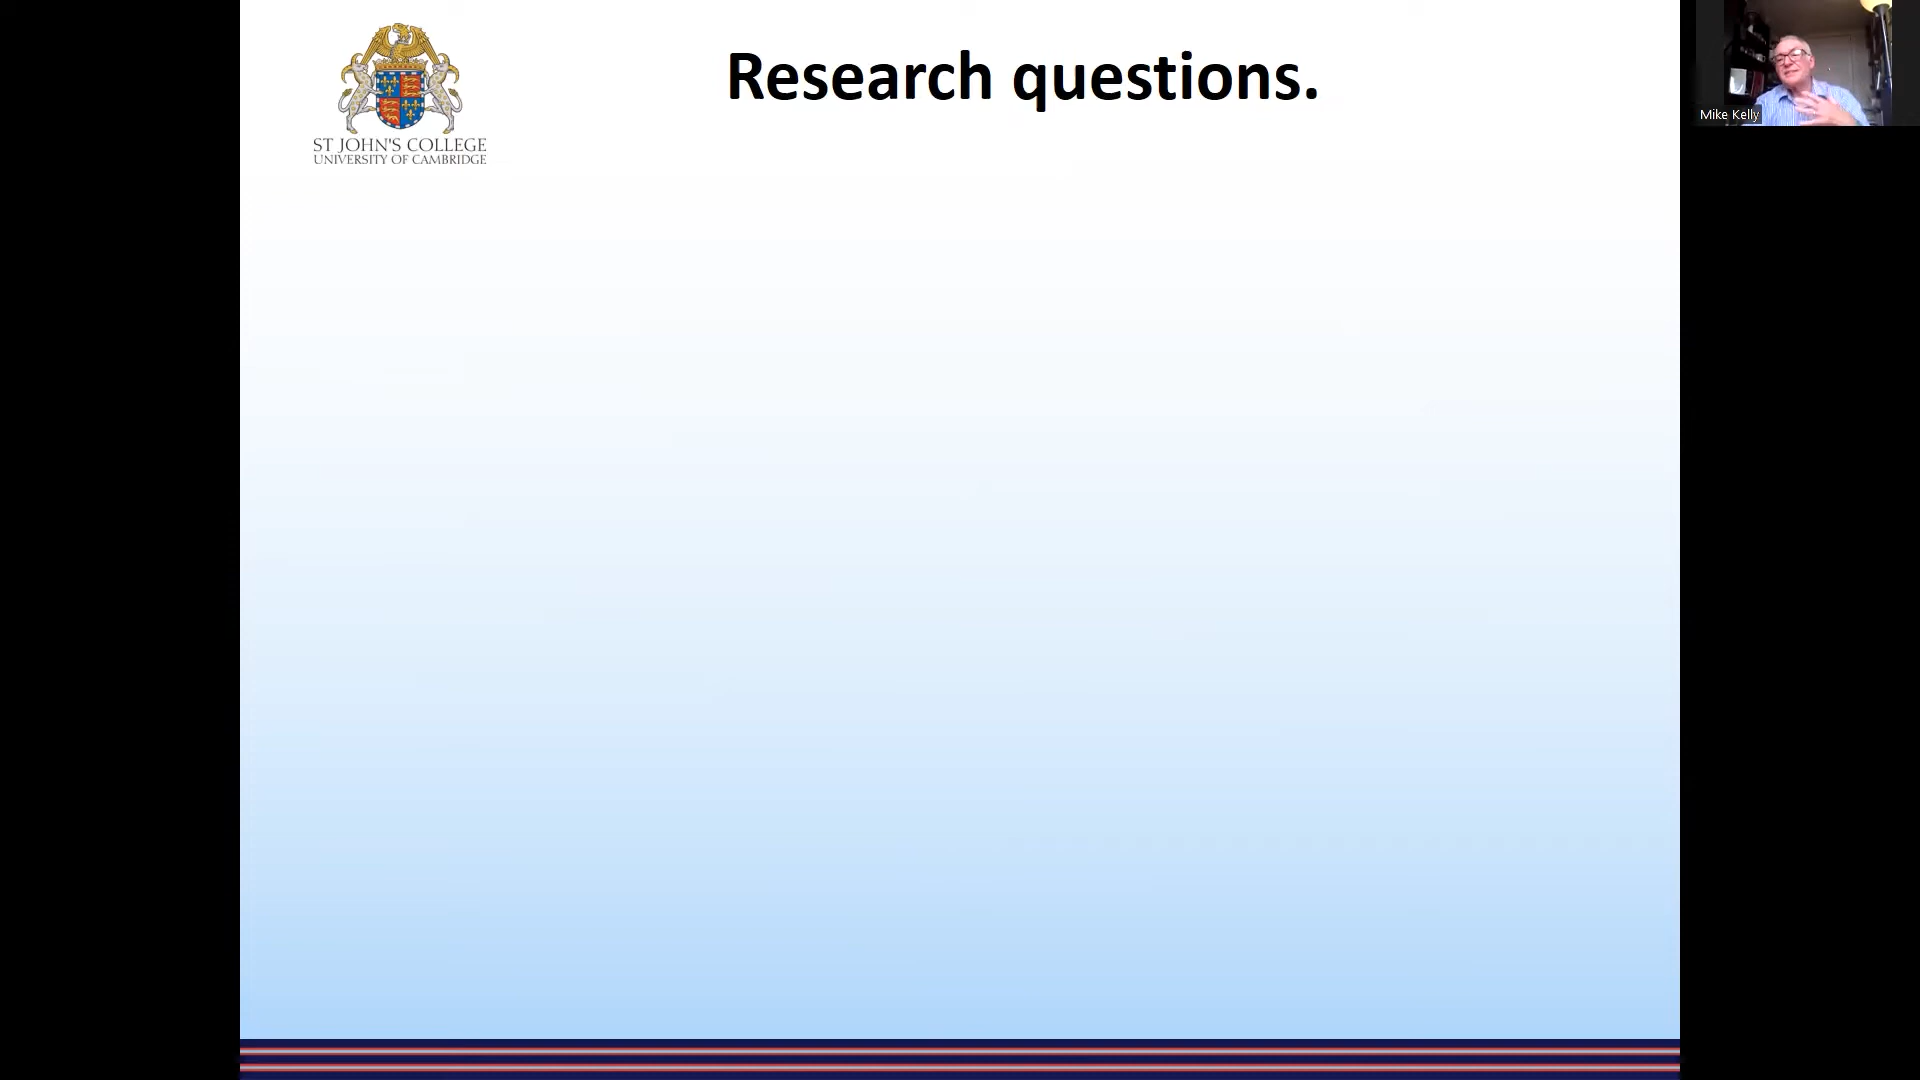 Research questions.
ST JOHN'S COLLEGE
UNIVERSITY OF CAMBRIDGE
Mike Kelly